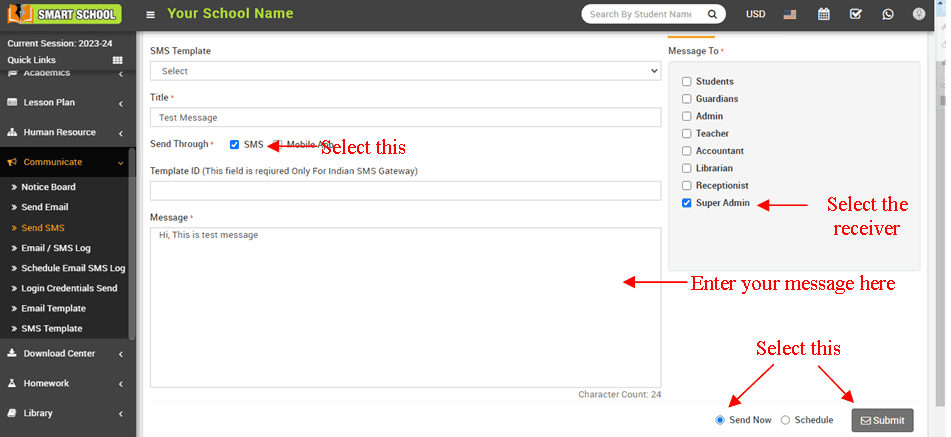 SMART SCHOOL
Your School Name
Search By Student Name
USD
Current Session: 2023-24
Quick Links
Academics
Lesson Plan
Human Resource
Communicate
Notice Board
Send Email
Send SMS
Email / SMS Log
Schedule Email SMS Log
Login Credentials Send
Email Template
SMS Template
Download Center
Homework
Library
SMS Template
Select
Title *
Test Message
Send Through * SMS Mobile App
Select this
Template ID (This field is reqiured Only For Indian SMS Gateway)
Message *
Hi, This is test message
Enter your message here
Character Count: 24
Message To *
Students
Guardians
Admin
Teacher
Accountant
Librarian
Receptionist
Super Admin
Select the
receiver
Select this
Send Now Schedule Submit